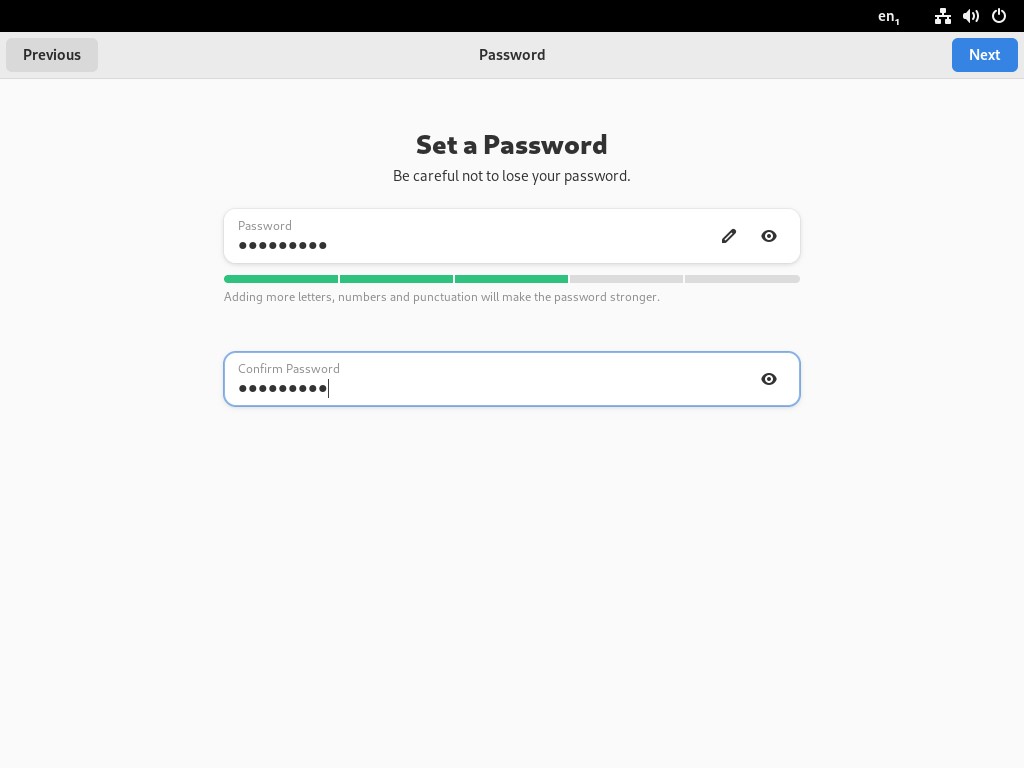 en₁
Previous
Password
Next
Set a Password
Be careful not to lose your password.
Password
●●●●●●●●●
Adding more letters, numbers and punctuation will make the password stronger.
Confirm Password
●●●●●●●●●